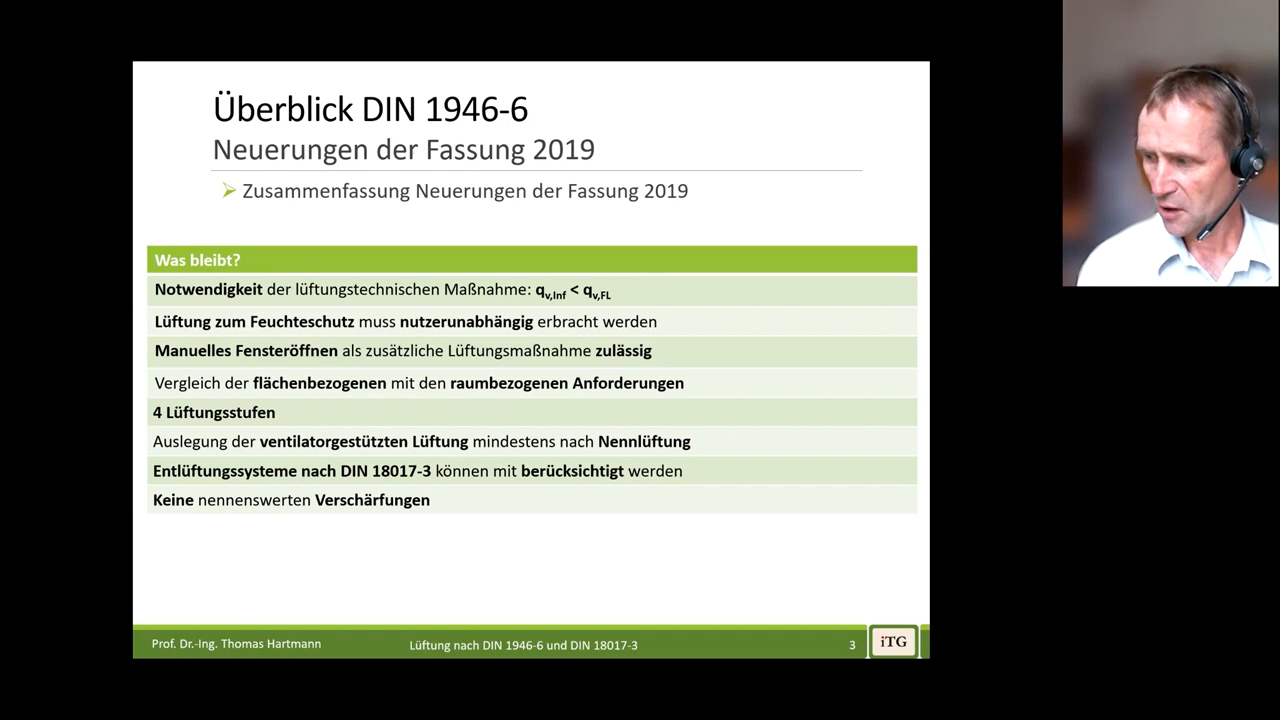 Überblick DIN 1946-6
Neuerungen der Fassung 2019
Zusammenfassung Neuerungen der Fassung 2019
Was bleibt?
Notwendigkeit der lüftungstechnischen Maßnahme: qv,Inf < qv,FL
Lüftung zum Feuchteschutz muss nutzerunabhängig erbracht werden
Manuelles Fensteröffnen als zusätzliche Lüftungsmaßnahme zulässig
Vergleich der flächenbezogenen mit den raumbezogenen Anforderungen
4 Lüftungsstufen
Auslegung der ventilatorgestützten Lüftung mindestens nach Nennlüftung
Entlüftungssysteme nach DIN 18017-3 können mit berücksichtigt werden
Keine nennenswerten Verschärfungen
Prof. Dr.-Ing. Thomas Hartmann
Lüftung nach DIN 1946-6 und DIN 18017-3
3
iTG